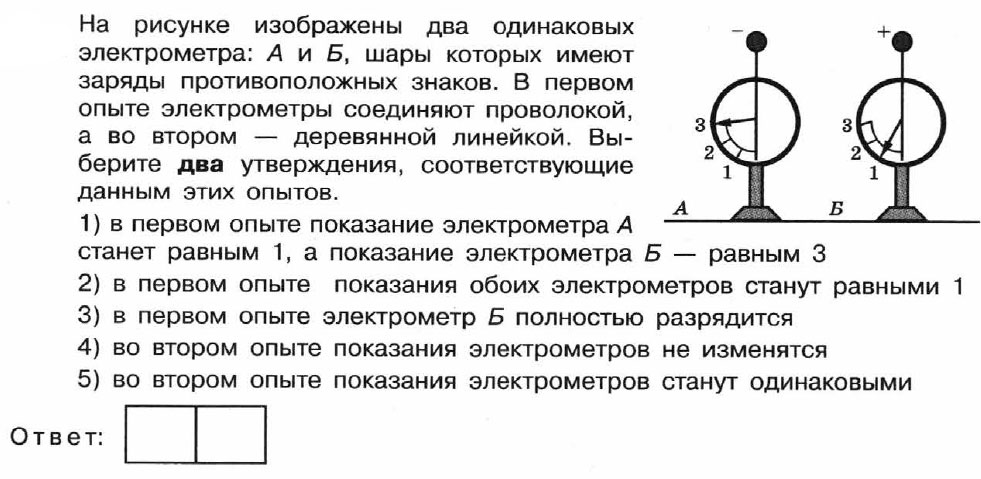 На рисунке изображены два одинаковых
электрометра: А и Б, шары которых имеют
заряды противоположных знаков. В первом
опыте электрометры соединяют проволокой,
а во втором — деревянной линейкой. Вы-
берите два утверждения, соответствующие
данным этих опытов.
1) в первом опыте показание электрометра А
станет равным 1, а показание электрометра Б — равным 3
2) в первом опыте показания обоих электрометров станут равными 1
3) в первом опыте электрометр Б полностью разрядится
4) во втором опыте показания электрометров не изменятся
5) во втором опыте показания электрометров станут одинаковыми
Ответ:
− +
3 3
2 2
1 1
А Б